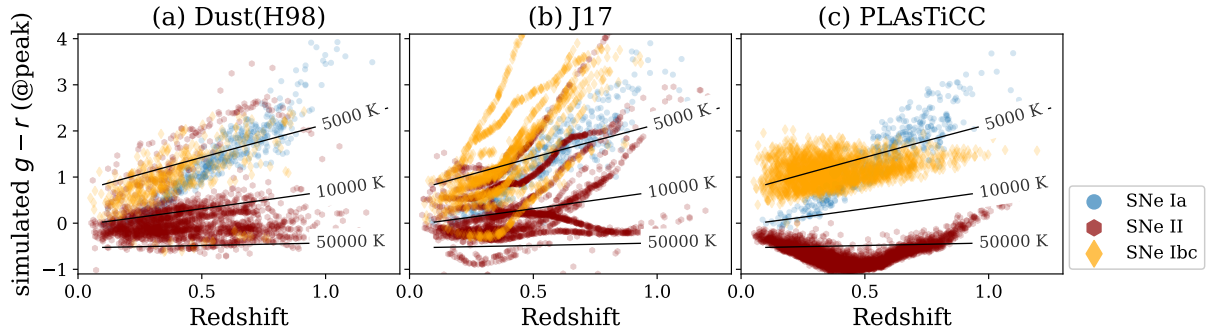 (a) Dust(H98)
(b) J17
(c) PLAsTiCC
simulated g − r (@peak)
4
3
2
1
0
−1
5000 K
10000 K
50000 K
5000 K
10000 K
50000 K
5000 K
10000 K
50000 K
SNe Ia
SNe II
SNe Ibc
0.0 0.5 1.0
0.0 0.5 1.0
0.0 0.5 1.0
Redshift
Redshift
Redshift